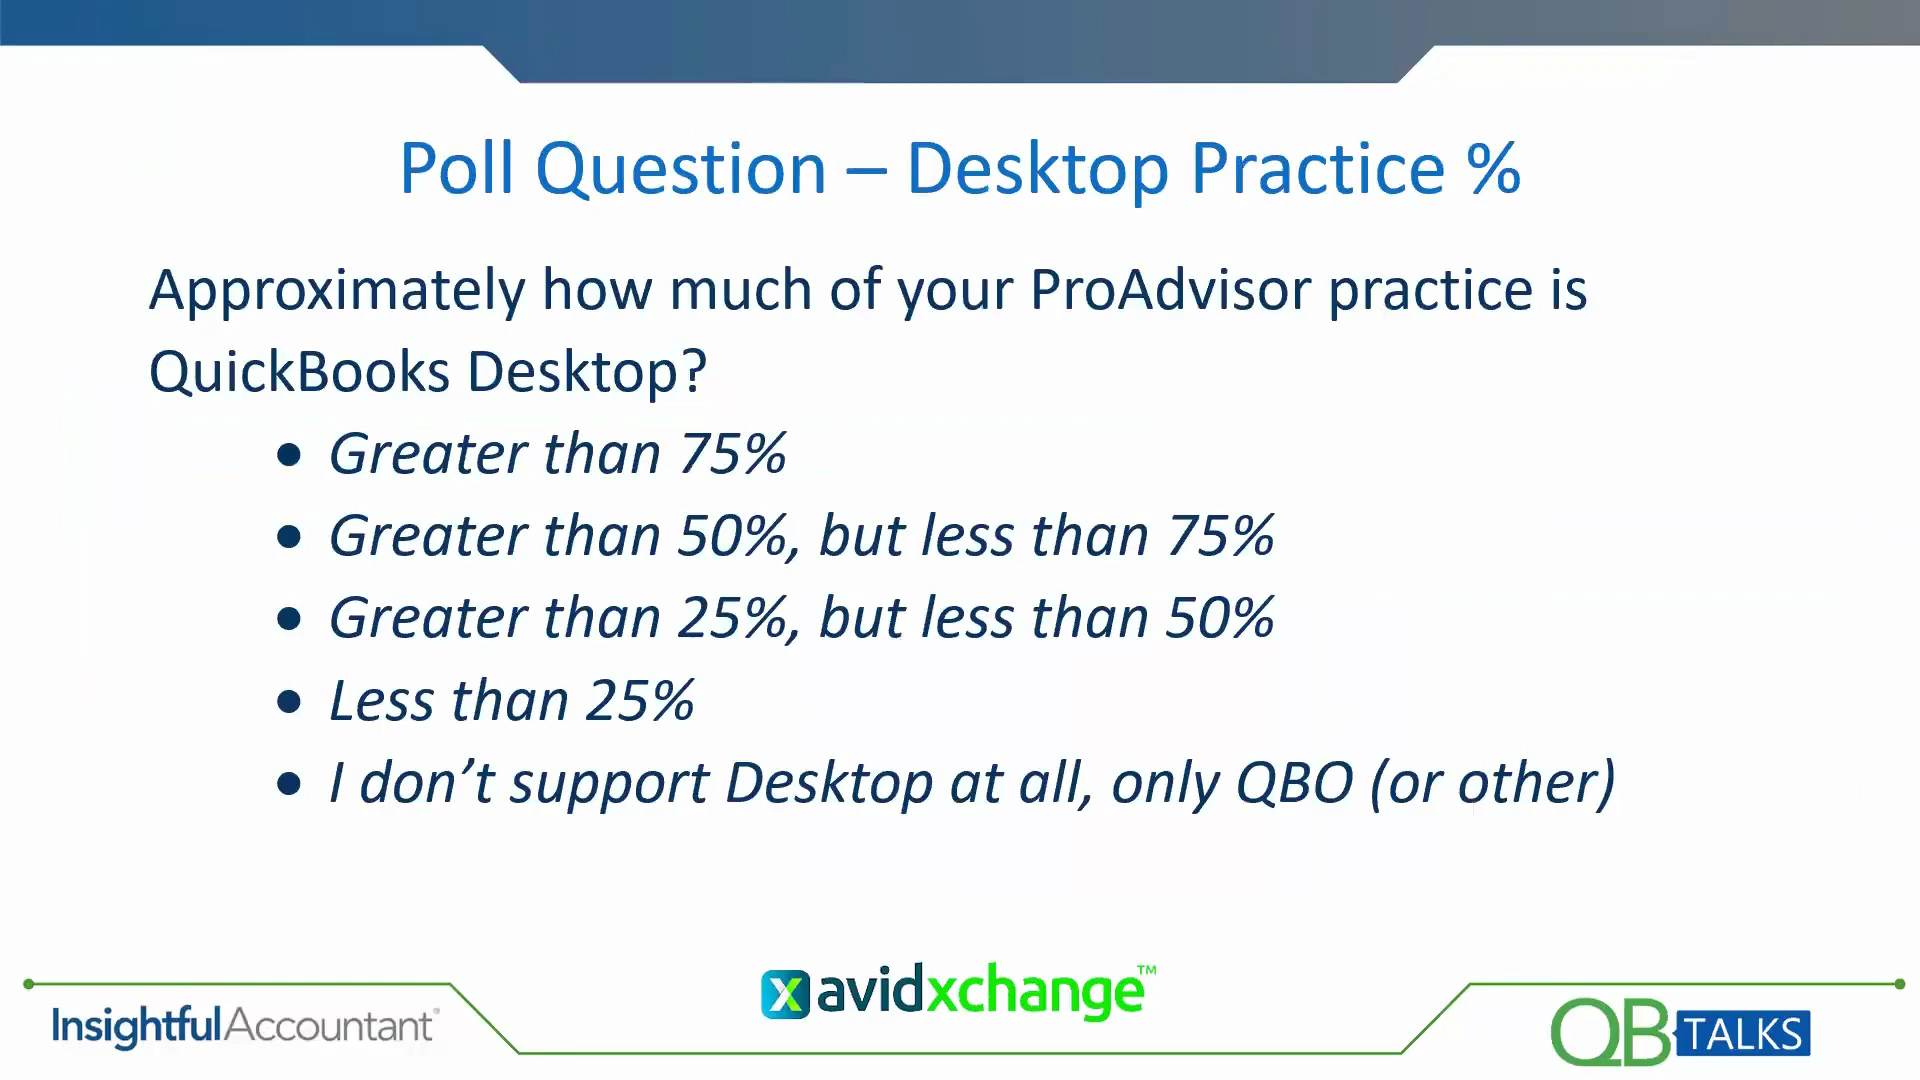 Poll Question – Desktop Practice %
Approximately how much of your ProAdvisor practice is
QuickBooks Desktop?
• Greater than 75%
• Greater than 50%, but less than 75%
• Greater than 25%, but less than 50%
• Less than 25%
• I don’t support Desktop at all, only QBO (or other)
avidxchange™
InsightfulAccountant®
QB TALKS